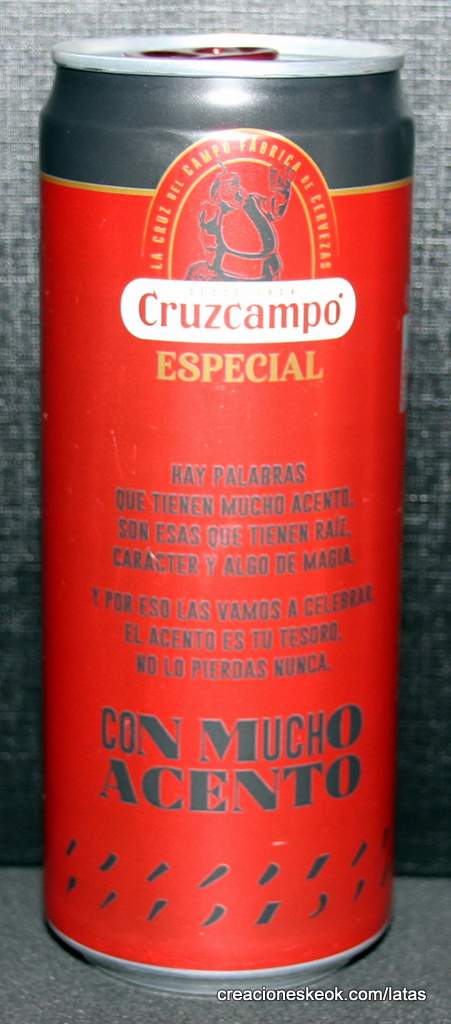 LA CRUZ DEL CAMPO FÁBRICA DE CERVEZAS
DESDE 1904
Cruzcampo
ESPECIAL
HAY PALABRAS
QUE TIENEN MUCHO ACENTO.
SON ESAS QUE TIENEN RAÍZ,
CARÁCTER Y ALGO DE MAGIA.
Y POR ESO LAS VAMOS A CELEBRAR.
EL ACENTO ES TU TESORO.
NO LO PIERDAS NUNCA.
CON MUCHO
ACENTO
creacioneskeok.com/latas